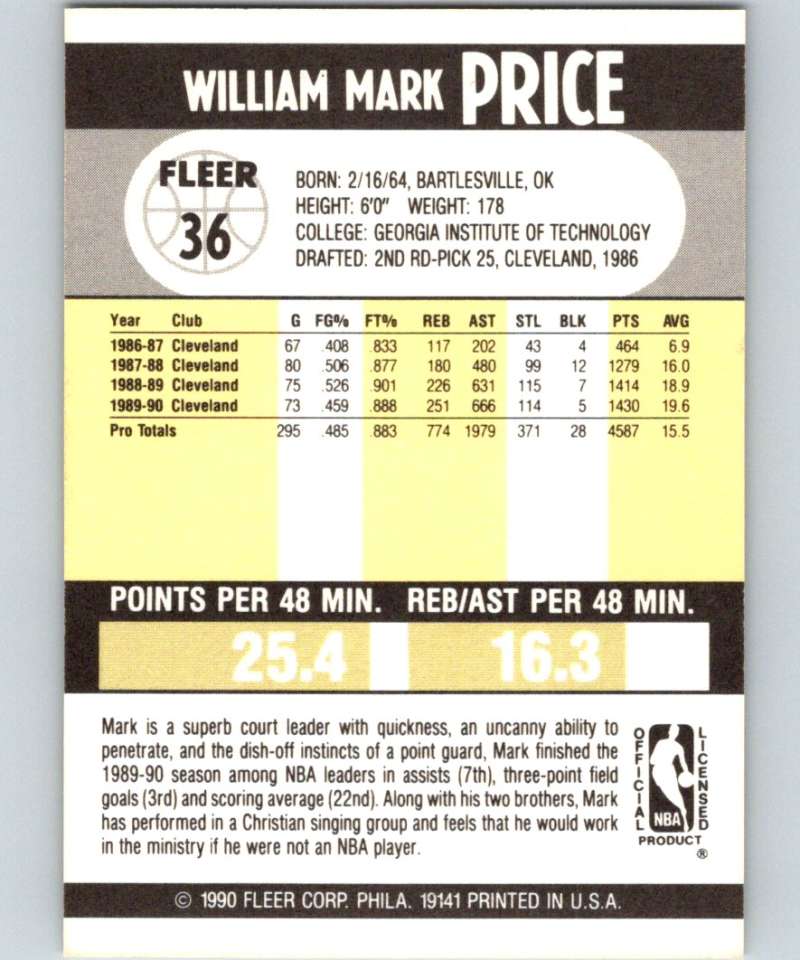 WILLIAM MARK PRICE
FLEER
36
BORN: 2/16/64, BARTLESVILLE, OK
HEIGHT: 6'0" WEIGHT: 178
COLLEGE: GEORGIA INSTITUTE OF TECHNOLOGY
DRAFTED: 2ND RD-PICK 25, CLEVELAND, 1986
Year Club G FG% FT% REB AST STL BLK PTS AVG
1986-87 Cleveland 67 .408 .833 117 202 43 4 464 6.9
1987-88 Cleveland 80 .506 .877 180 480 99 12 1279 16.0
1988-89 Cleveland 75 .526 .901 226 631 115 7 1414 18.9
1989-90 Cleveland 73 .459 .888 251 666 114 5 1430 19.6
Pro Totals 295 .485 .883 774 1979 371 28 4587 15.5
POINTS PER 48 MIN. REB/AST PER 48 MIN.
25.4 16.3
Mark is a superb court leader with quickness, an uncanny ability to
penetrate, and the dish-off instincts of a point guard, Mark finished the
1989-90 season among NBA leaders in assists (7th), three-point field
goals (3rd) and scoring average (22nd). Along with his two brothers, Mark
has performed in a Christian singing group and feels that he would work
in the ministry if he were not an NBA player.
OFFICIAL
LICENSED
NBA
PRODUCT
®
© 1990 FLEER CORP. PHILA. 19141 PRINTED IN U.S.A.